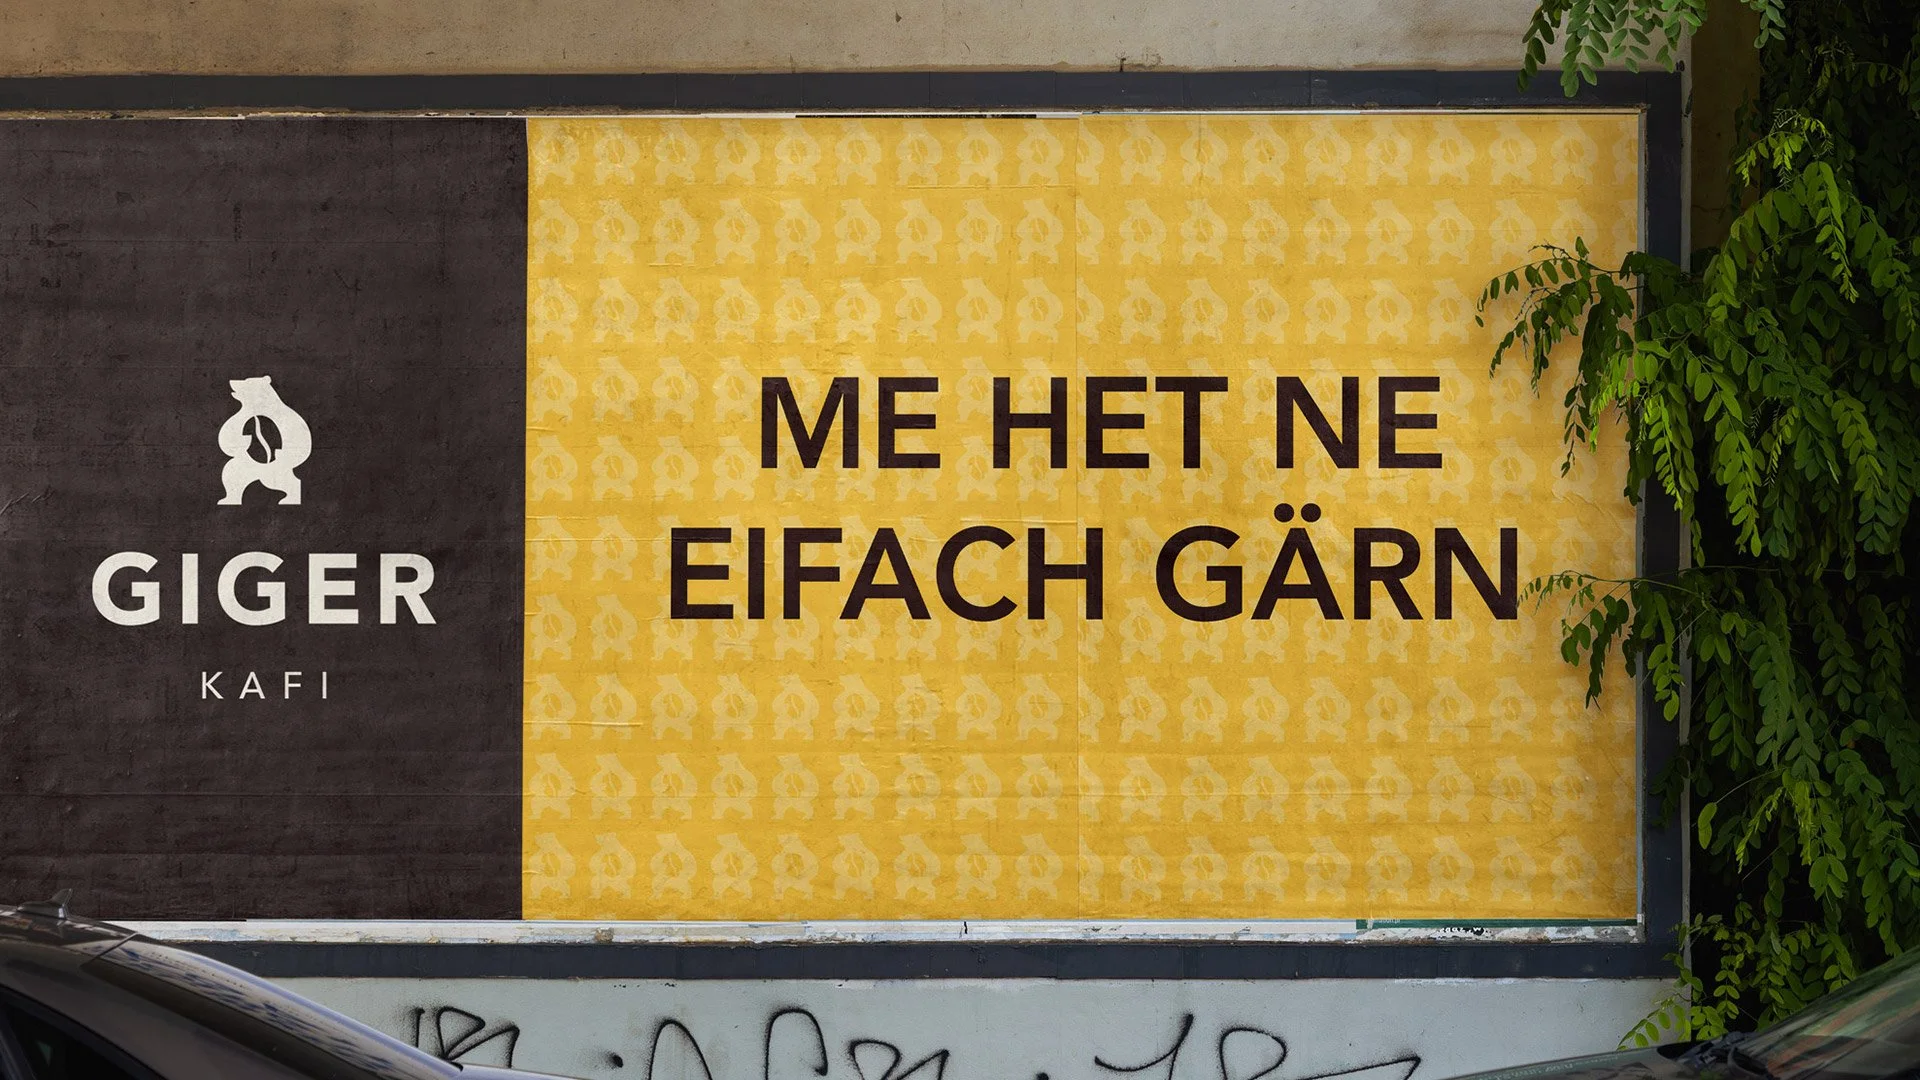 GIGER
KAFI
ME HET NE
EIFACH GÄRN